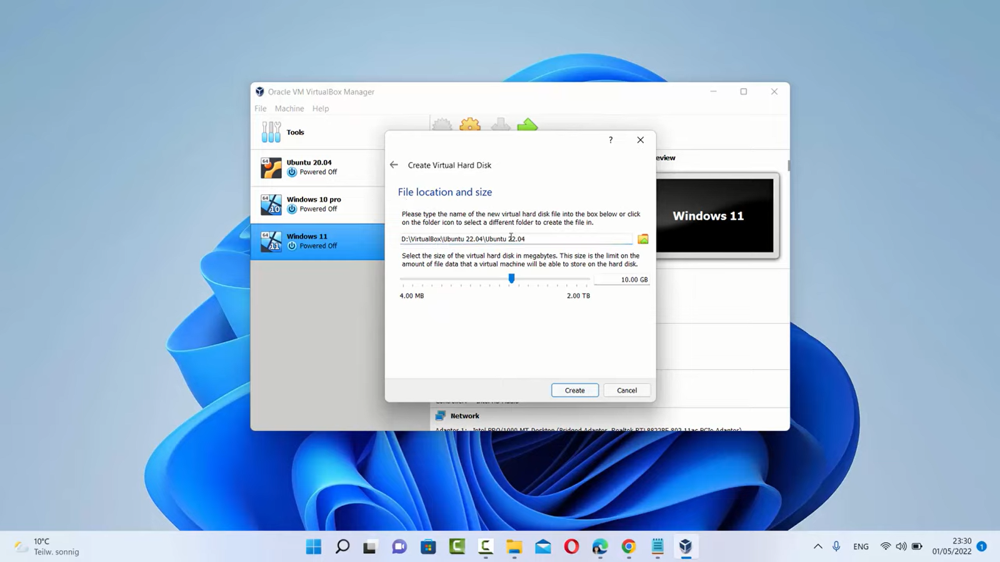 Oracle VM VirtualBox Manager
File Machine Help
Tools
64
Ubuntu 20.04
Powered Off
64
10
Windows 10 pro
Powered Off
64
11
Windows 11
Powered Off
?
Create Virtual Hard Disk
File location and size
Please type the name of the new virtual hard disk file into the box below or click
on the folder icon to select a different folder to create the file in.
D:\VirtualBox\Ubuntu 22.04\Ubuntu 22.04
Select the size of the virtual hard disk in megabytes. This size is the limit on the
amount of file data that a virtual machine will be able to store on the hard disk.
10.00 GB
4.00 MB 2.00 TB
Create Cancel
eview
Windows 11
Network
Adapter 1: Intel PRO/1000 MT Desktop (Bridged Adapter, Realtek RTL8822BE 802.11ac PCIe Adapter)
10°C
Teilw. sonnig
ENG
23:30
01/05/2022
1